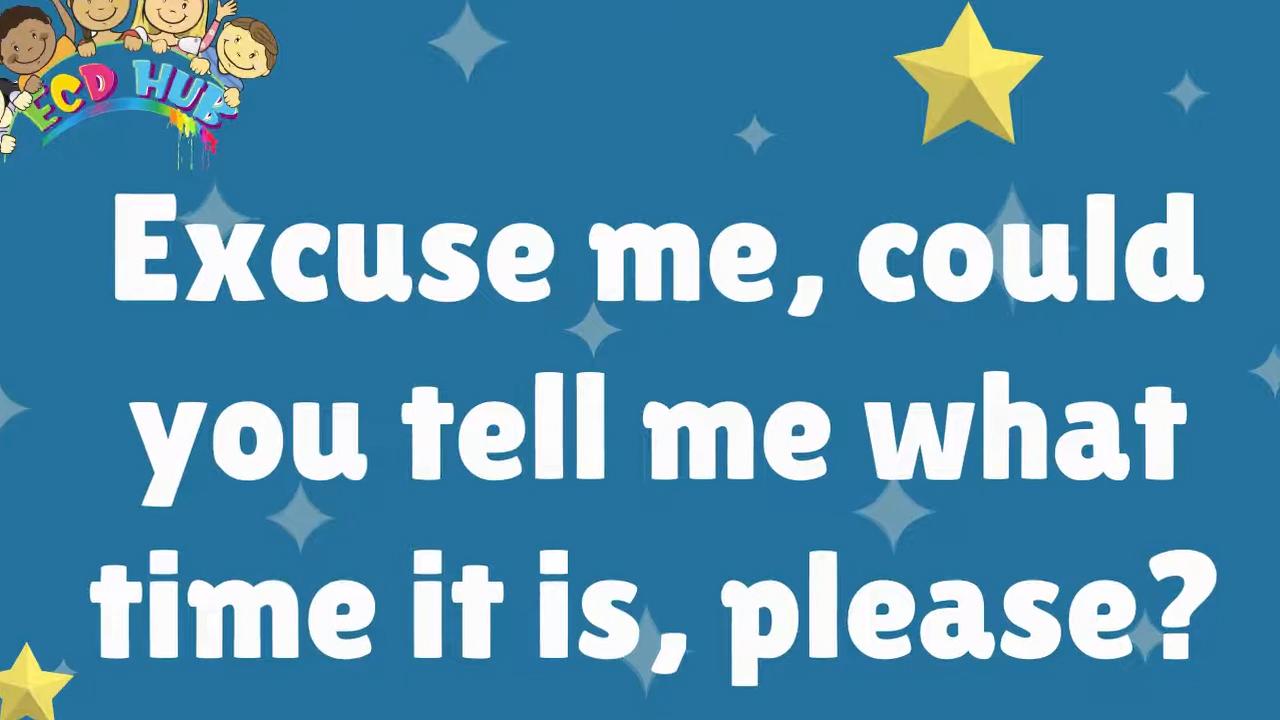 ECD HUB
Excuse me, could
you tell me what
time it is, please?